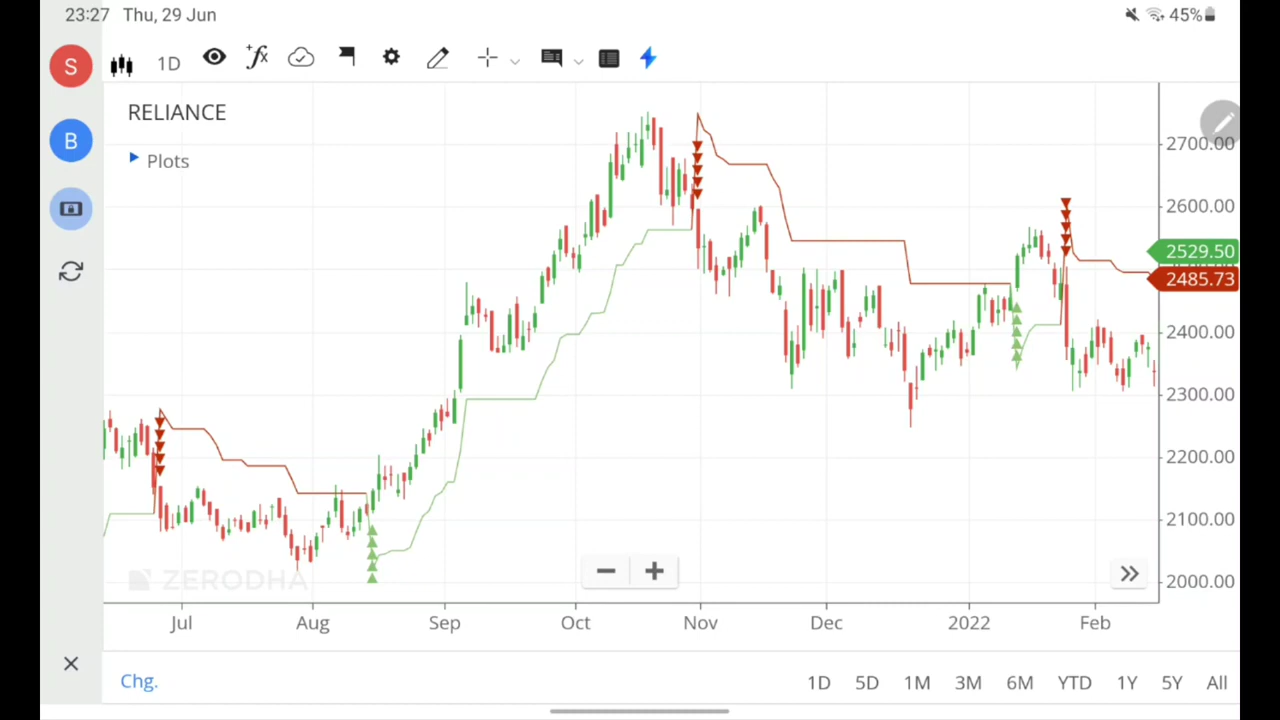 23:27 Thu, 29 Jun 45%
S
B
1D
+fx
RELIANCE
Plots
2700.00
2600.00
2529.50
2485.73
2400.00
2300.00
2200.00
2100.00
2000.00
ZERODHA
Jul Aug Sep Oct Nov Dec 2022 Feb
Chg. 1D 5D 1M 3M 6M YTD 1Y 5Y All